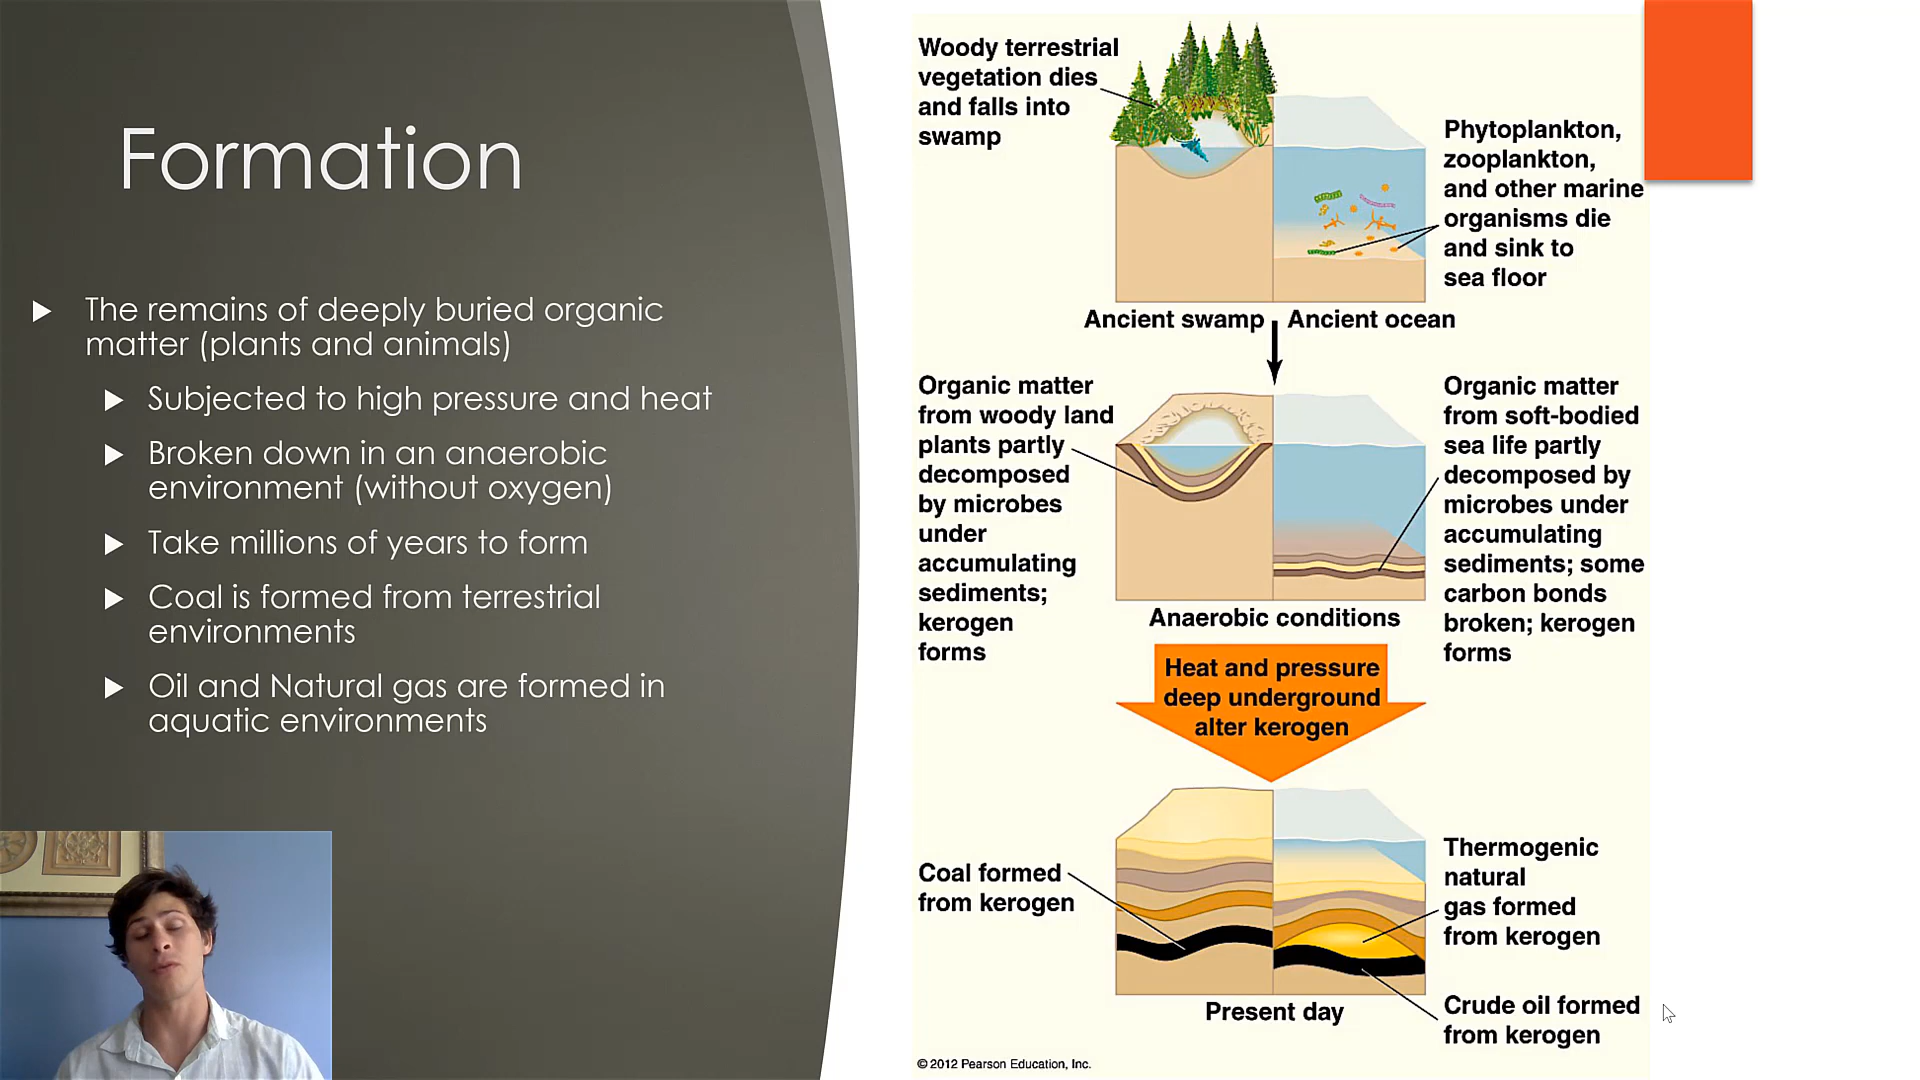 Formation
The remains of deeply buried organic
matter (plants and animals)
Subjected to high pressure and heat
Broken down in an anaerobic
environment (without oxygen)
Take millions of years to form
Coal is formed from terrestrial
environments
Oil and Natural gas are formed in
aquatic environments
Woody terrestrial
vegetation dies
and falls into
swamp
Phytoplankton,
zooplankton,
and other marine
organisms die
and sink to
sea floor
Ancient swamp
Ancient ocean
Organic matter
from woody land
plants partly
decomposed
by microbes
under
accumulating
sediments;
kerogen
forms
Organic matter
from soft-bodied
sea life partly
decomposed by
microbes under
accumulating
sediments; some
carbon bonds
broken; kerogen
forms
Anaerobic conditions
Heat and pressure
deep underground
alter kerogen
Coal formed
from kerogen
Thermogenic
natural
gas formed
from kerogen
Crude oil formed
from kerogen
Present day
© 2012 Pearson Education, Inc.